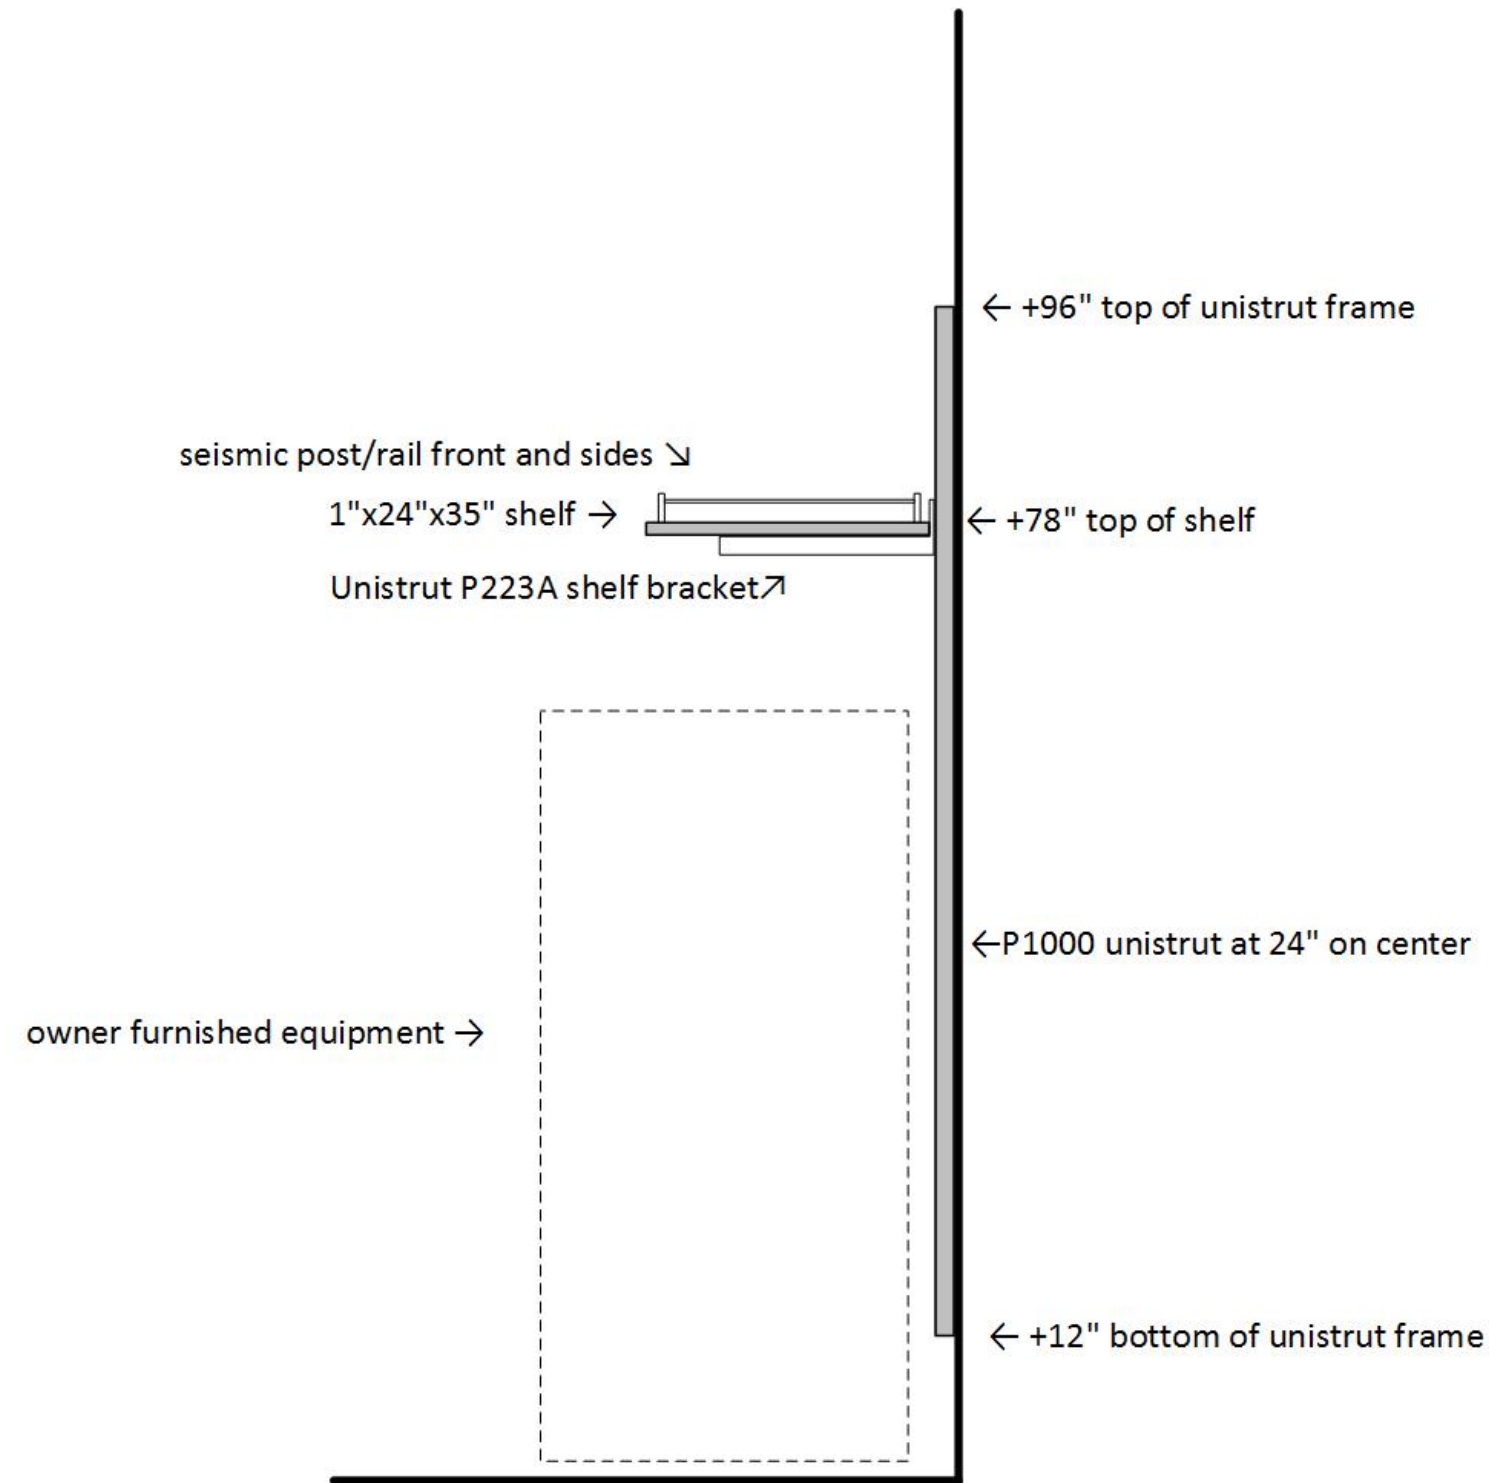 ← +96" top of unistrut frame
seismic post/rail front and sides ↘
1"x24"x35" shelf →
← +78" top of shelf
Unistrut P223A shelf bracket↗
←P1000 unistrut at 24" on center
owner furnished equipment →
← +12" bottom of unistrut frame